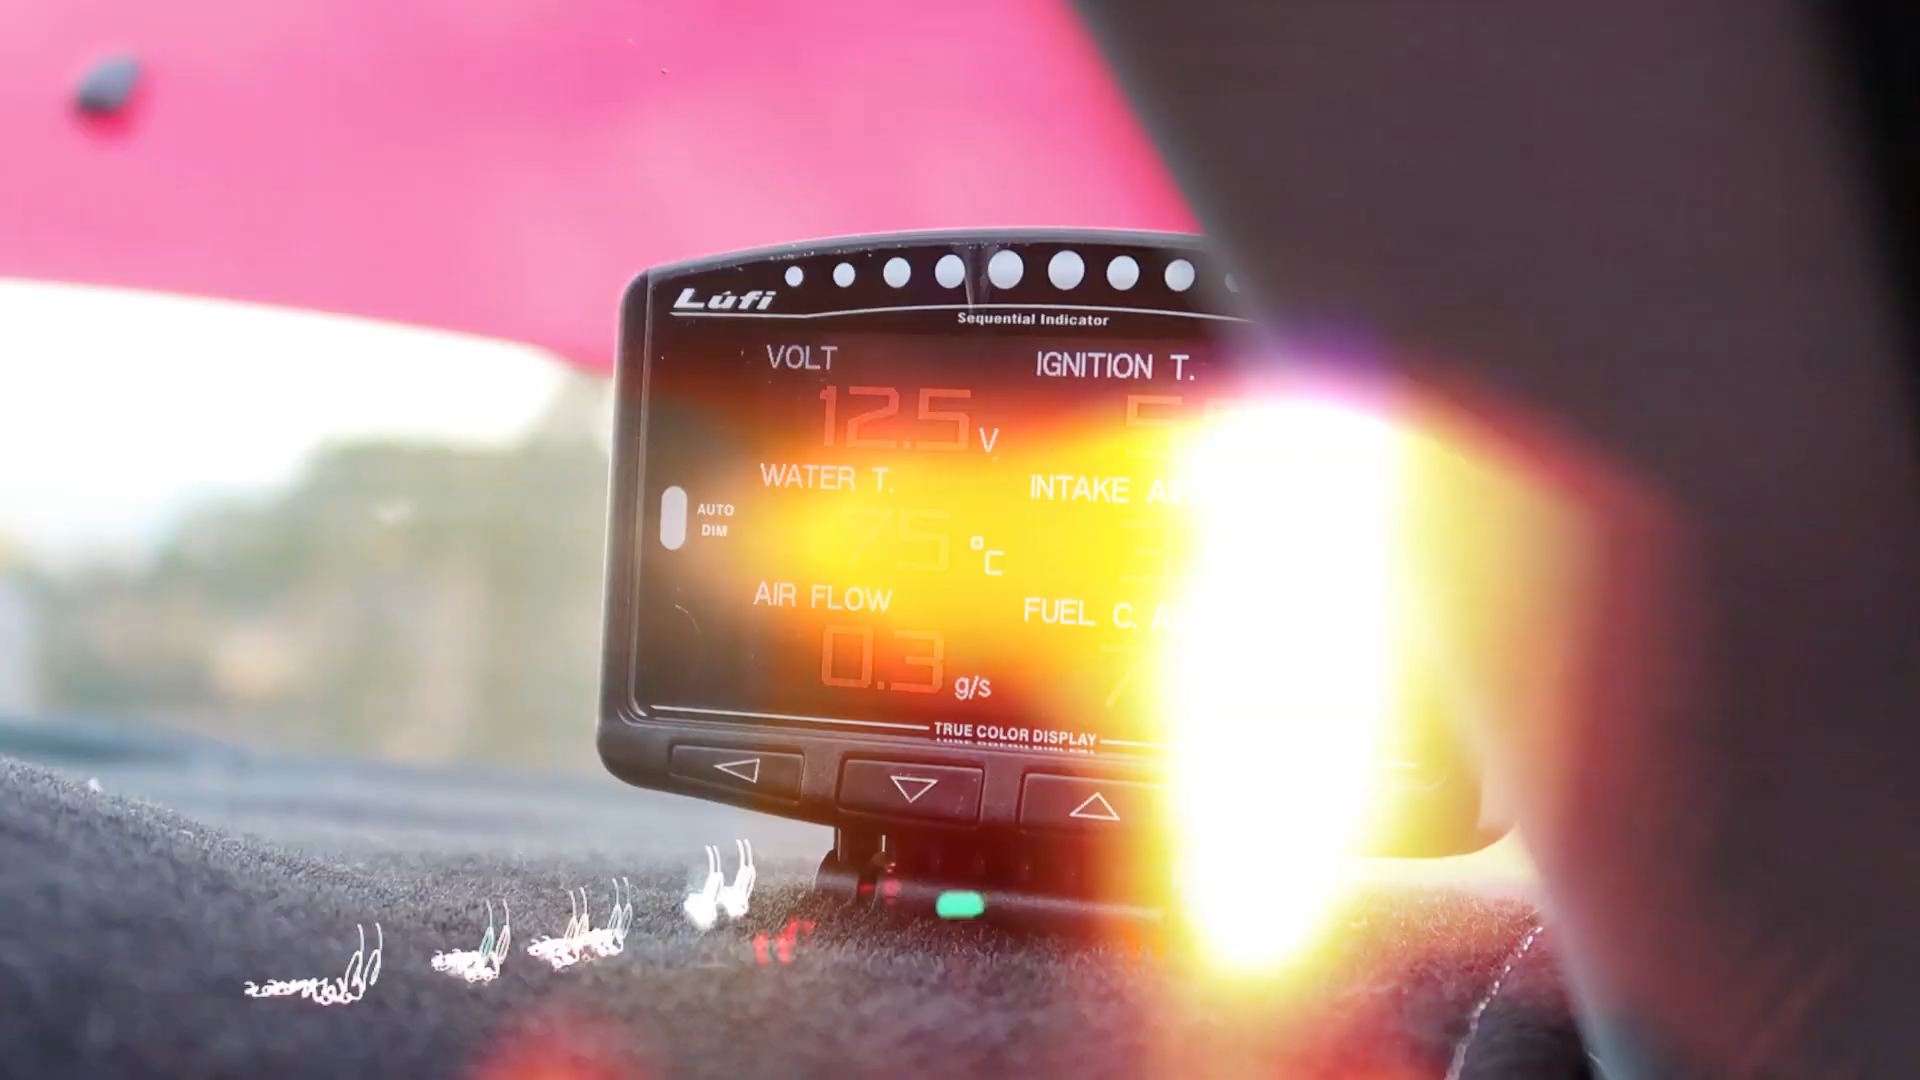 Lufi
Sequential Indicator
VOLT
IGNITION T.
12.5 V
WATER T.
INTAKE
AUTO
DIM
75 °C
AIR FLOW
FUEL C.
0.3 g/s
TRUE COLOR DISPLAY